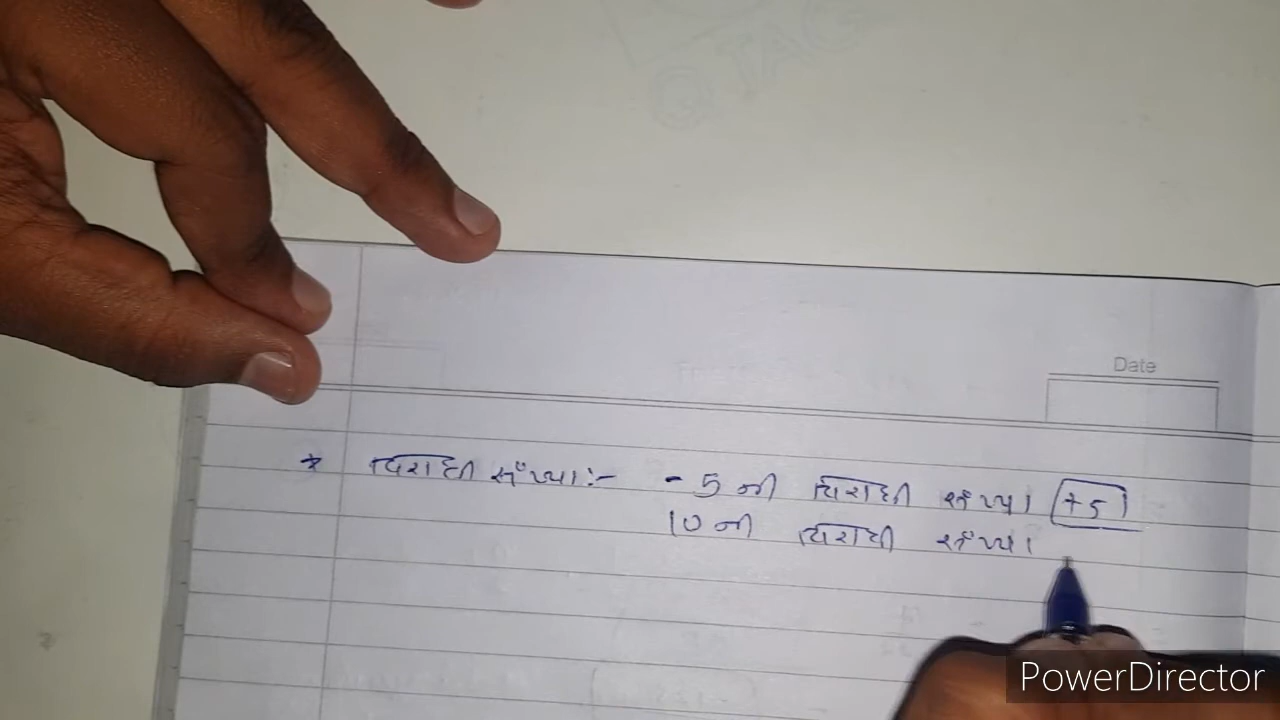 Date
* વિરોધી સંખ્યા :- - 5 ની વિરોધી સંખ્યા +5
10 ની વિરોધી સંખ્યા
PowerDirector